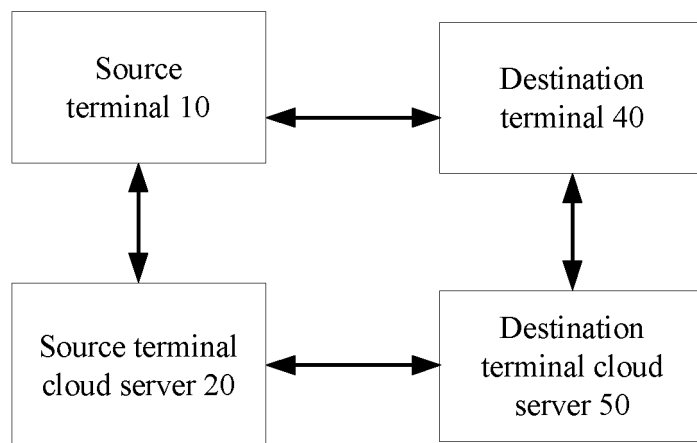 Source
terminal 10
Destination
terminal 40
Source terminal
cloud server 20
Destination
terminal cloud
server 50